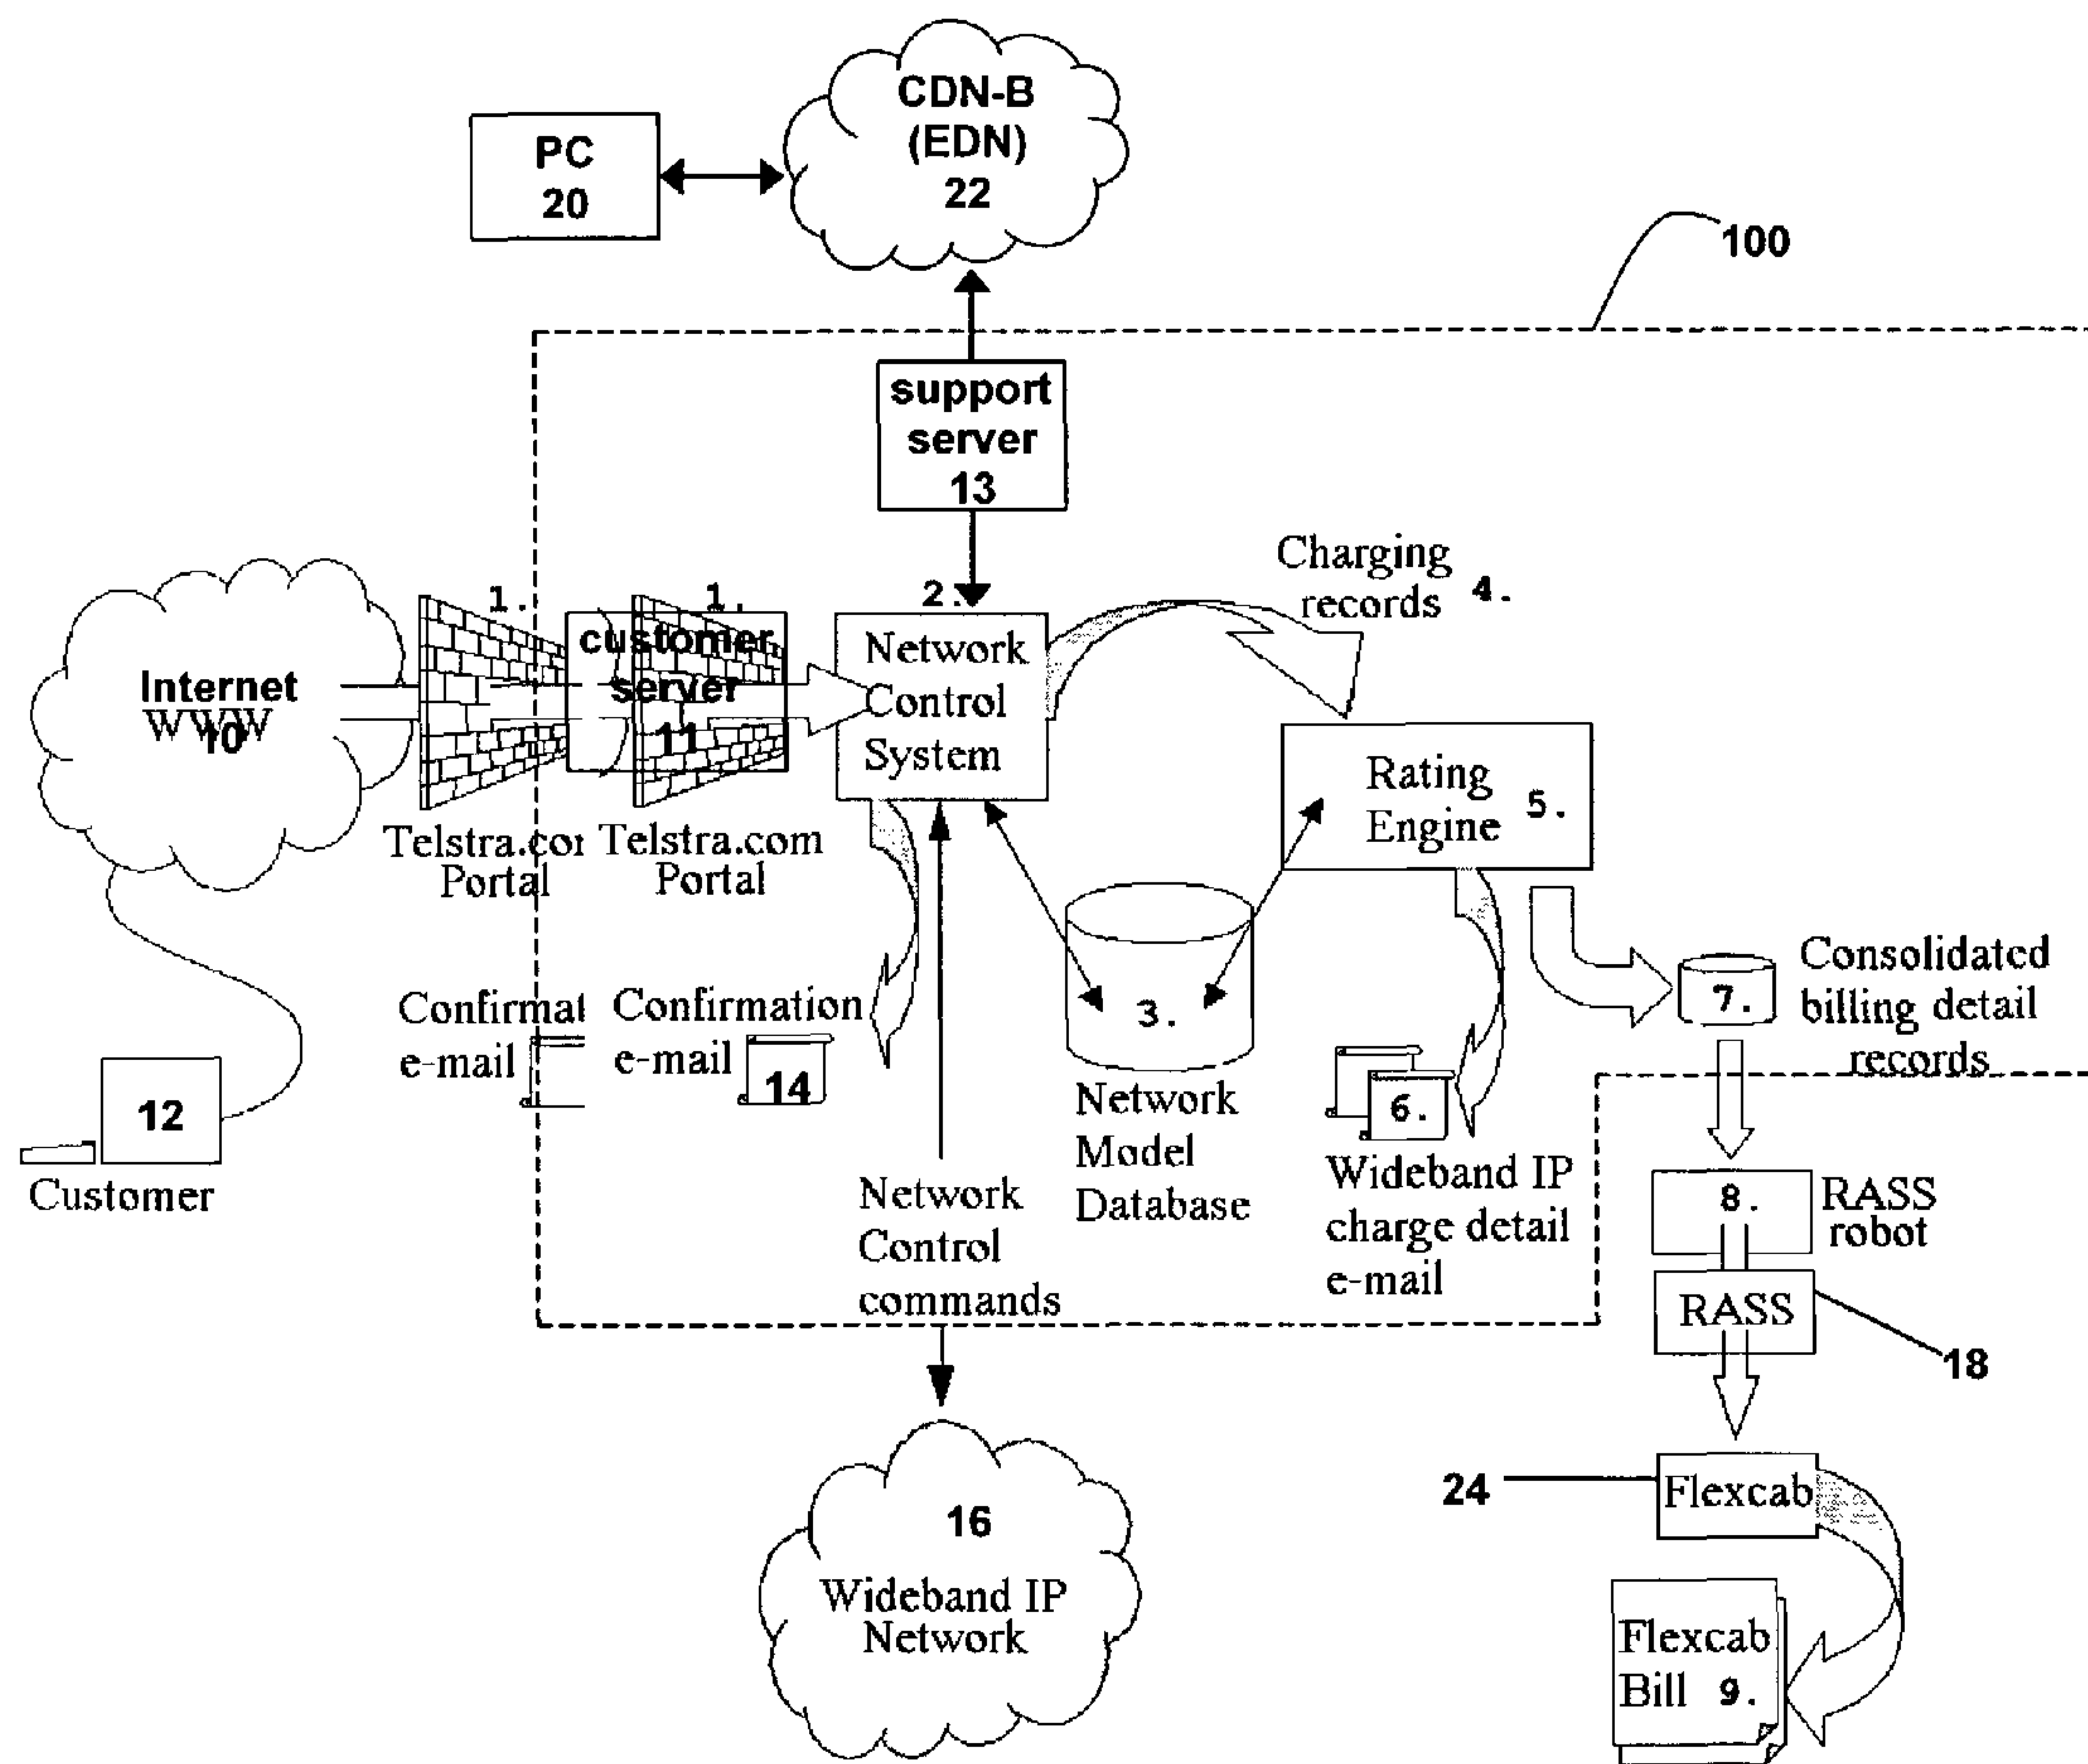 CDN-B
(EDN)
22
PC
20
100
support
server
13
Charging
records 4.
1.
1.
2.
customer
server
11
Internet
WWW
10
Network
Control
System
Rating
Engine 5.
Telstra.co
Portal
Telstra.com
Portal
3.
7.
Consolidated
billing detail
records
Confirmat
e-mail
Confirmation
e-mail
14
12
Customer
Network
Model
Database
6.
Wideband IP
charge detail
e-mail
Network
Control
commands
8.
RASS
robot
RASS
18
24
Flexcab
16
Wideband IP
Network
Flexcab
Bill 9.